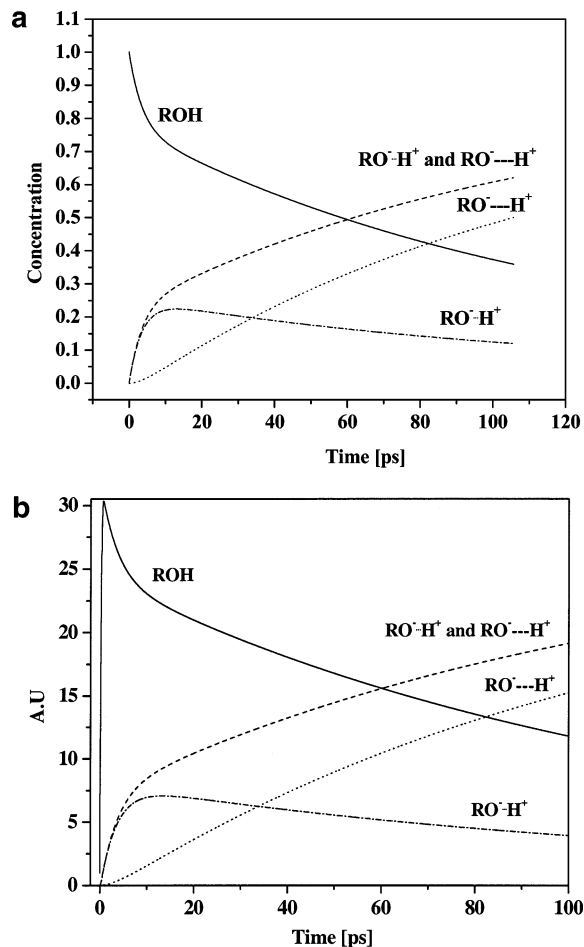 a
1.1
1.0
0.9
0.8
0.7
0.6
0.5
0.4
0.3
0.2
0.1
0.0
Concentration
ROH
RO⁻··H⁺ and RO⁻---H⁺
RO⁻---H⁺
RO⁻··H⁺
0 20 40 60 80 100 120
Time [ps]
b
30
25
20
15
10
5
0
A.U
ROH
RO⁻··H⁺ and RO⁻---H⁺
RO⁻---H⁺
RO⁻··H⁺
0 20 40 60 80 100
Time [ps]